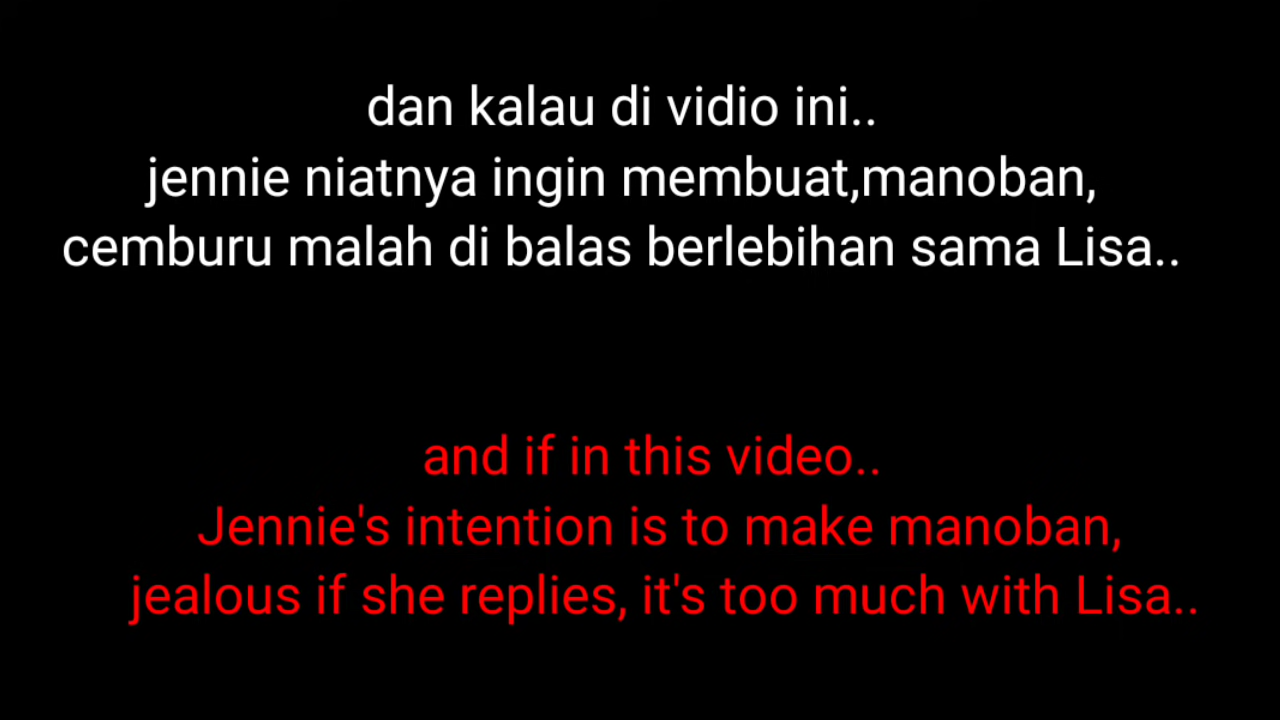 dan kalau di vidio ini..
jennie niatnya ingin membuat,manoban,
cemburu malah di balas berlebihan sama Lisa..
and if in this video..
Jennie's intention is to make manoban,
jealous if she replies, it's too much with Lisa..